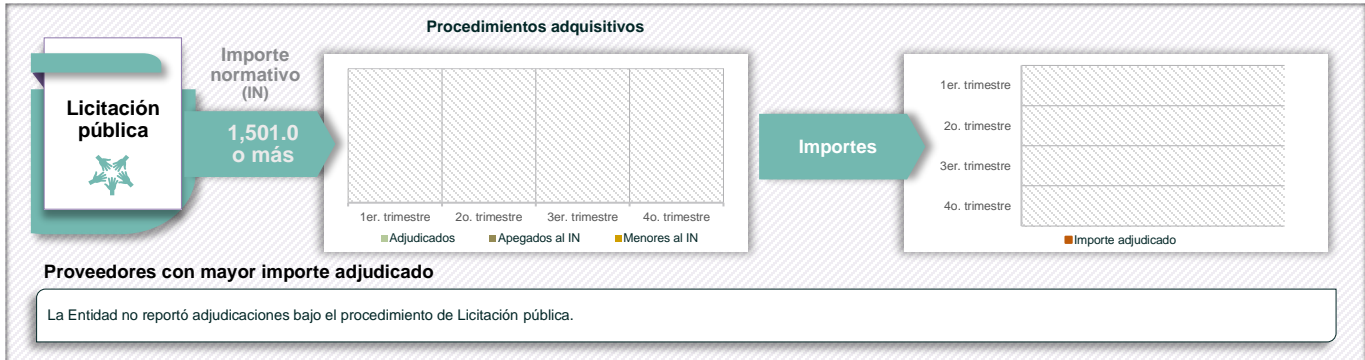 Procedimientos adquisitivos
Licitación
pública
Importe
normativo
(IN)
1,501.0
o más
1er. trimestre 2o. trimestre 3er. trimestre 4o. trimestre
Adjudicados Apegados al IN Menores al IN
Importes
1er. trimestre
2o. trimestre
3er. trimestre
4o. trimestre
Importe adjudicado
Proveedores con mayor importe adjudicado
La Entidad no reportó adjudicaciones bajo el procedimiento de Licitación pública.